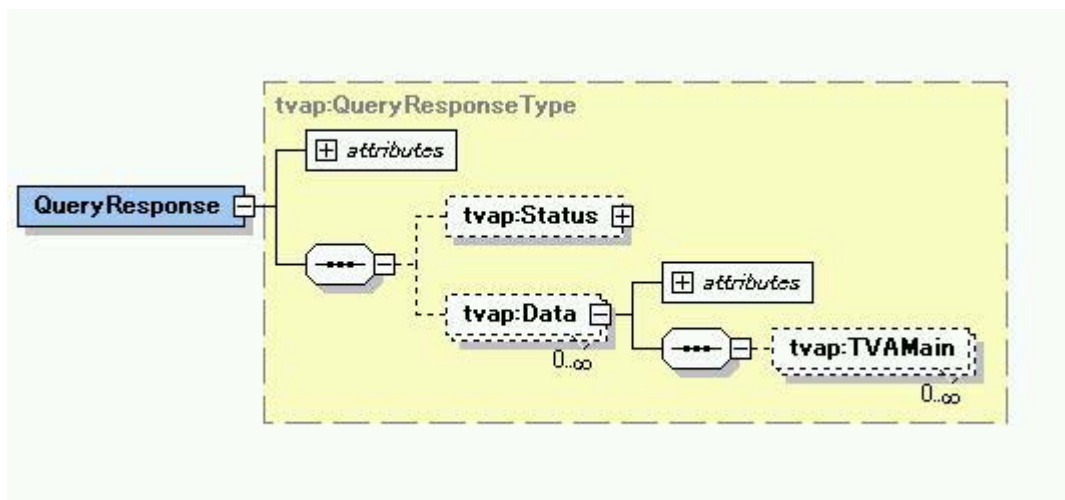 tvap:QueryResponseType
attributes
QueryResponse
tvap:Status
attributes
tvap:Data
0..∞
tvap:TVAMain
0..∞